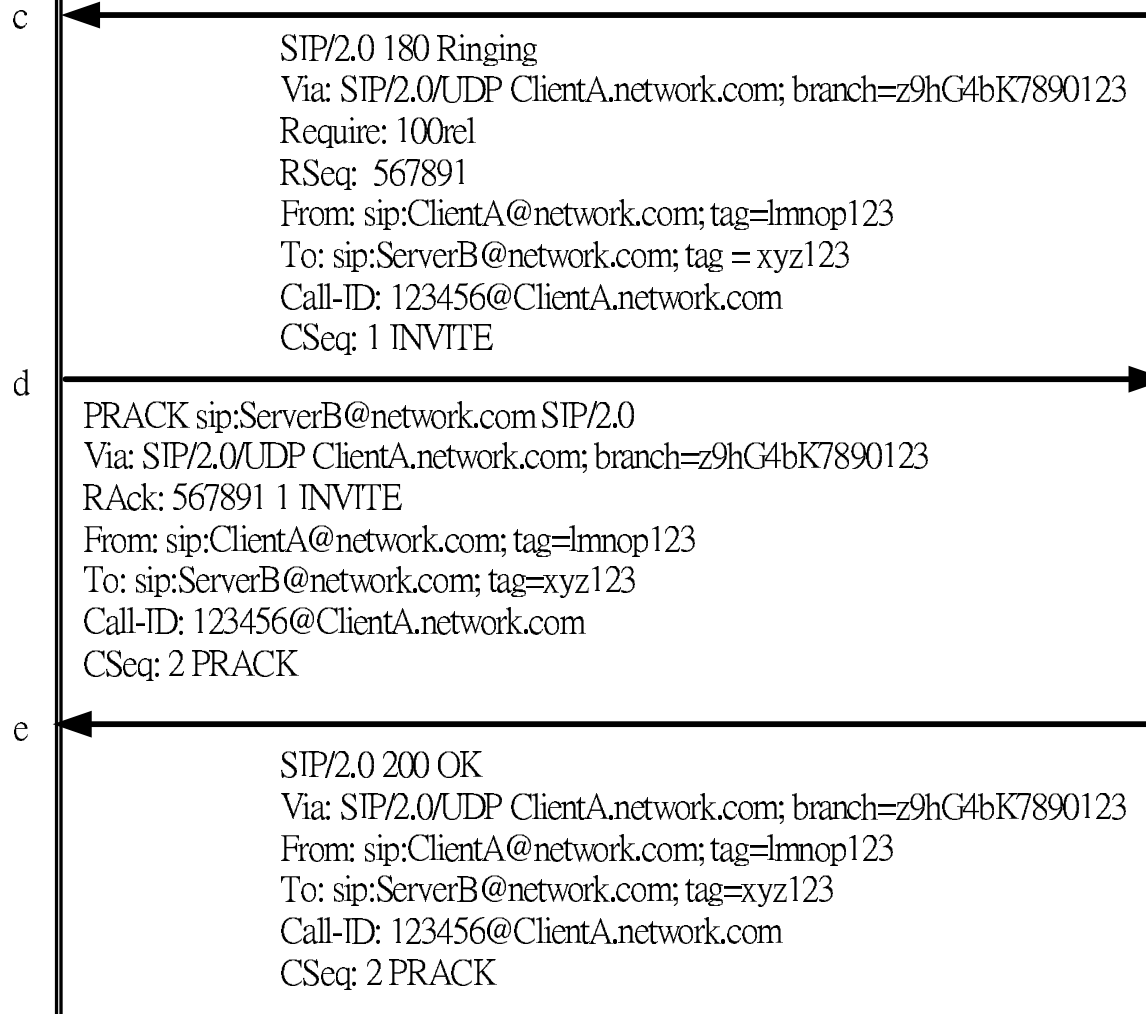 c
SIP/2.0 180 Ringing
Via: SIP/2.0/UDP ClientA.network.com; branch=z9hG4bK7890123
Require: 100rel
RSeq: 567891
From: sip:ClientA@network.com; tag=lmnop123
To: sip:ServerB@network.com; tag = xyz123
Call-ID: 123456@ClientA.network.com
CSeq: 1 INVITE
d
PRACK sip:ServerB@network.com SIP/2.0
Via: SIP/2.0/UDP ClientA.network.com; branch=z9hG4bK7890123
RAck: 567891 1 INVITE
From: sip:ClientA@network.com; tag=lmnop123
To: sip:ServerB@network.com; tag=xyz123
Call-ID: 123456@ClientA.network.com
CSeq: 2 PRACK
e
SIP/2.0 200 OK
Via: SIP/2.0/UDP ClientA.network.com; branch=z9hG4bK7890123
From: sip:ClientA@network.com; tag=lmnop123
To: sip:ServerB@network.com; tag=xyz123
Call-ID: 123456@ClientA.network.com
CSeq: 2 PRACK